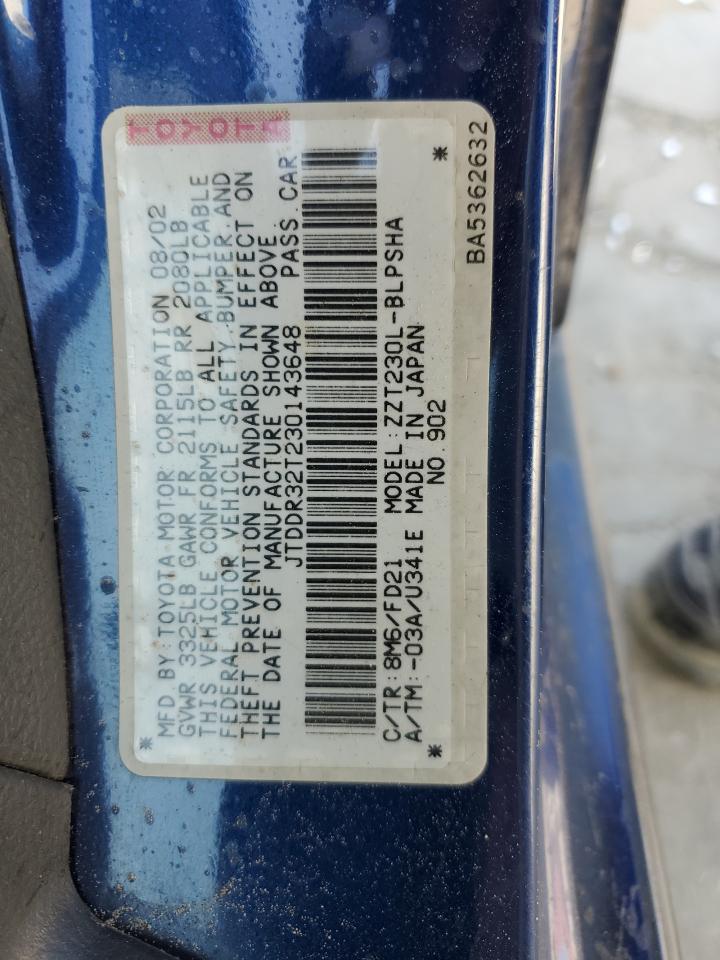 TOYOTA
* MFD BY:TOYOTA MOTOR CORPORATION 08/02
GVWR 3325LB GAWR FR 2115LB RR 2080LB
THIS VEHICLE CONFORMS TO ALL APPLICABLE
FEDERAL MOTOR VEHICLE SAFETY,BUMPER AND
THEFT PREVENTION STANDARDS IN EFFECT ON
THE DATE OF MANUFACTURE SHOWN ABOVE
JTDDR32T230143648 PASS CAR
C/TR:8M6/FD21 MODEL:ZZT230L-BLPSHA
A/TM:-03A/U341E MADE IN JAPAN
* NO.902 *
BA5362632